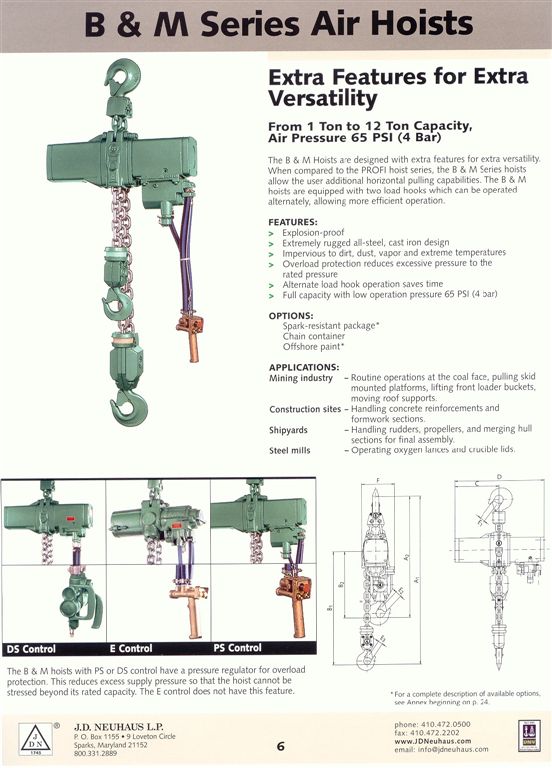 B & M Series Air Hoists
Extra Features for Extra
Versatility
From 1 Ton to 12 Ton Capacity,
Air Pressure 65 PSI (4 Bar)
The B & M Hoists are designed with extra features for extra versatility.
When compared to the PROFI hoist series, the B & M Series hoists
allow the user additional horizontal pulling capabilities. The B & M
hoists are equipped with two load hooks which can be operated
alternately, allowing more efficient operation.
FEATURES:
> Explosion-proof
> Extremely rugged all-steel, cast iron design
> Impervious to dirt, dust, vapor and extreme temperatures
> Overload protection reduces excessive pressure to the
rated pressure
> Alternate load hook operation saves time
> Full capacity with low operation pressure 65 PSI (4 bar)
OPTIONS:
Spark-resistant package*
Chain container
Offshore paint*
APPLICATIONS:
Mining industry – Routine operations at the coal face, pulling skid
mounted platforms, lifting front loader buckets,
moving roof supports.
Construction sites – Handling concrete reinforcements and
formwork sections.
Shipyards – Handling rudders, propellers, and merging hull
sections for final assembly.
Steel mills – Operating oxygen lances and crucible lids.
DS Control
E Control
PS Control
F
A2
A1
B2
B1
D
C
The B & M hoists with PS or DS control have a pressure regulator for overload
protection. This reduces excess supply pressure so that the hoist cannot be
stressed beyond its rated capacity. The E control does not have this feature.
* For a complete description of available options,
see Annex beginning on p. 24.
J D N
1745
®
J.D. NEUHAUS L.P.
P. O. Box 1155 • 9 Loveton Circle
Sparks, Maryland 21152
800.331.2889
6
phone: 410.472.0500
fax: 410.472.2202
www.JDNeuhaus.com
email: info@jdneuhaus.com
DNV